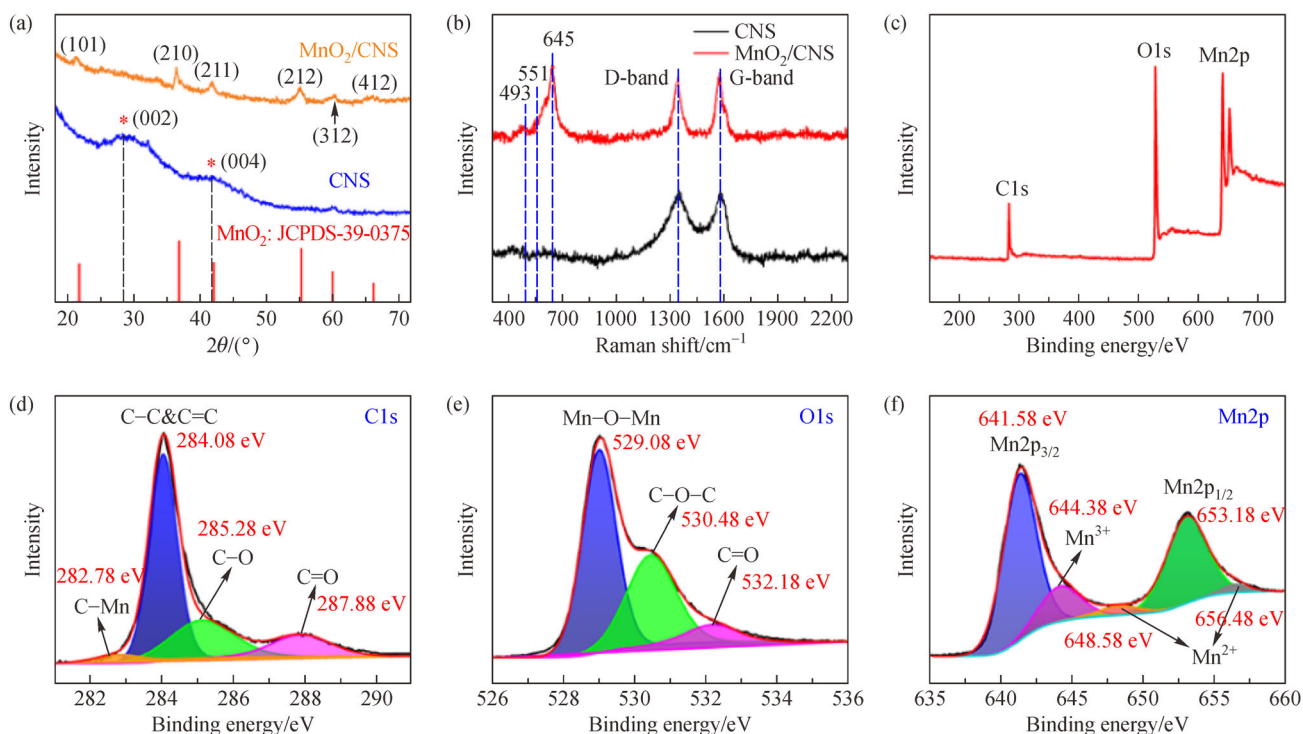 (a)
(101)
(210)
(211)
(212)
(412)
(312)
MnO₂/CNS
* (002)
* (004)
CNS
MnO₂: JCPDS-39-0375
Intensity
20 30 40 50 60 70
2θ/(°)
(b)
CNS
MnO₂/CNS
645
551
493
D-band
G-band
Intensity
400 700 1000 1300 1600 1900 2200
Raman shift/cm⁻¹
(c)
O1s
Mn2p
C1s
Intensity
200 300 400 500 600 700
Binding energy/eV
(d)
C1s
C−C&C=C
284.08 eV
285.28 eV
C−O
282.78 eV
C−Mn
C=O
287.88 eV
Intensity
282 284 286 288 290
Binding energy/eV
(e)
O1s
Mn−O−Mn
529.08 eV
C−O−C
530.48 eV
C=O
532.18 eV
Intensity
526 528 530 532 534 536
Binding energy/eV
(f)
Mn2p
641.58 eV
Mn2p₃/₂
644.38 eV
Mn³⁺
Mn2p₁/₂
653.18 eV
648.58 eV
656.48 eV
Mn²⁺
Intensity
635 640 645 650 655 660
Binding energy/eV